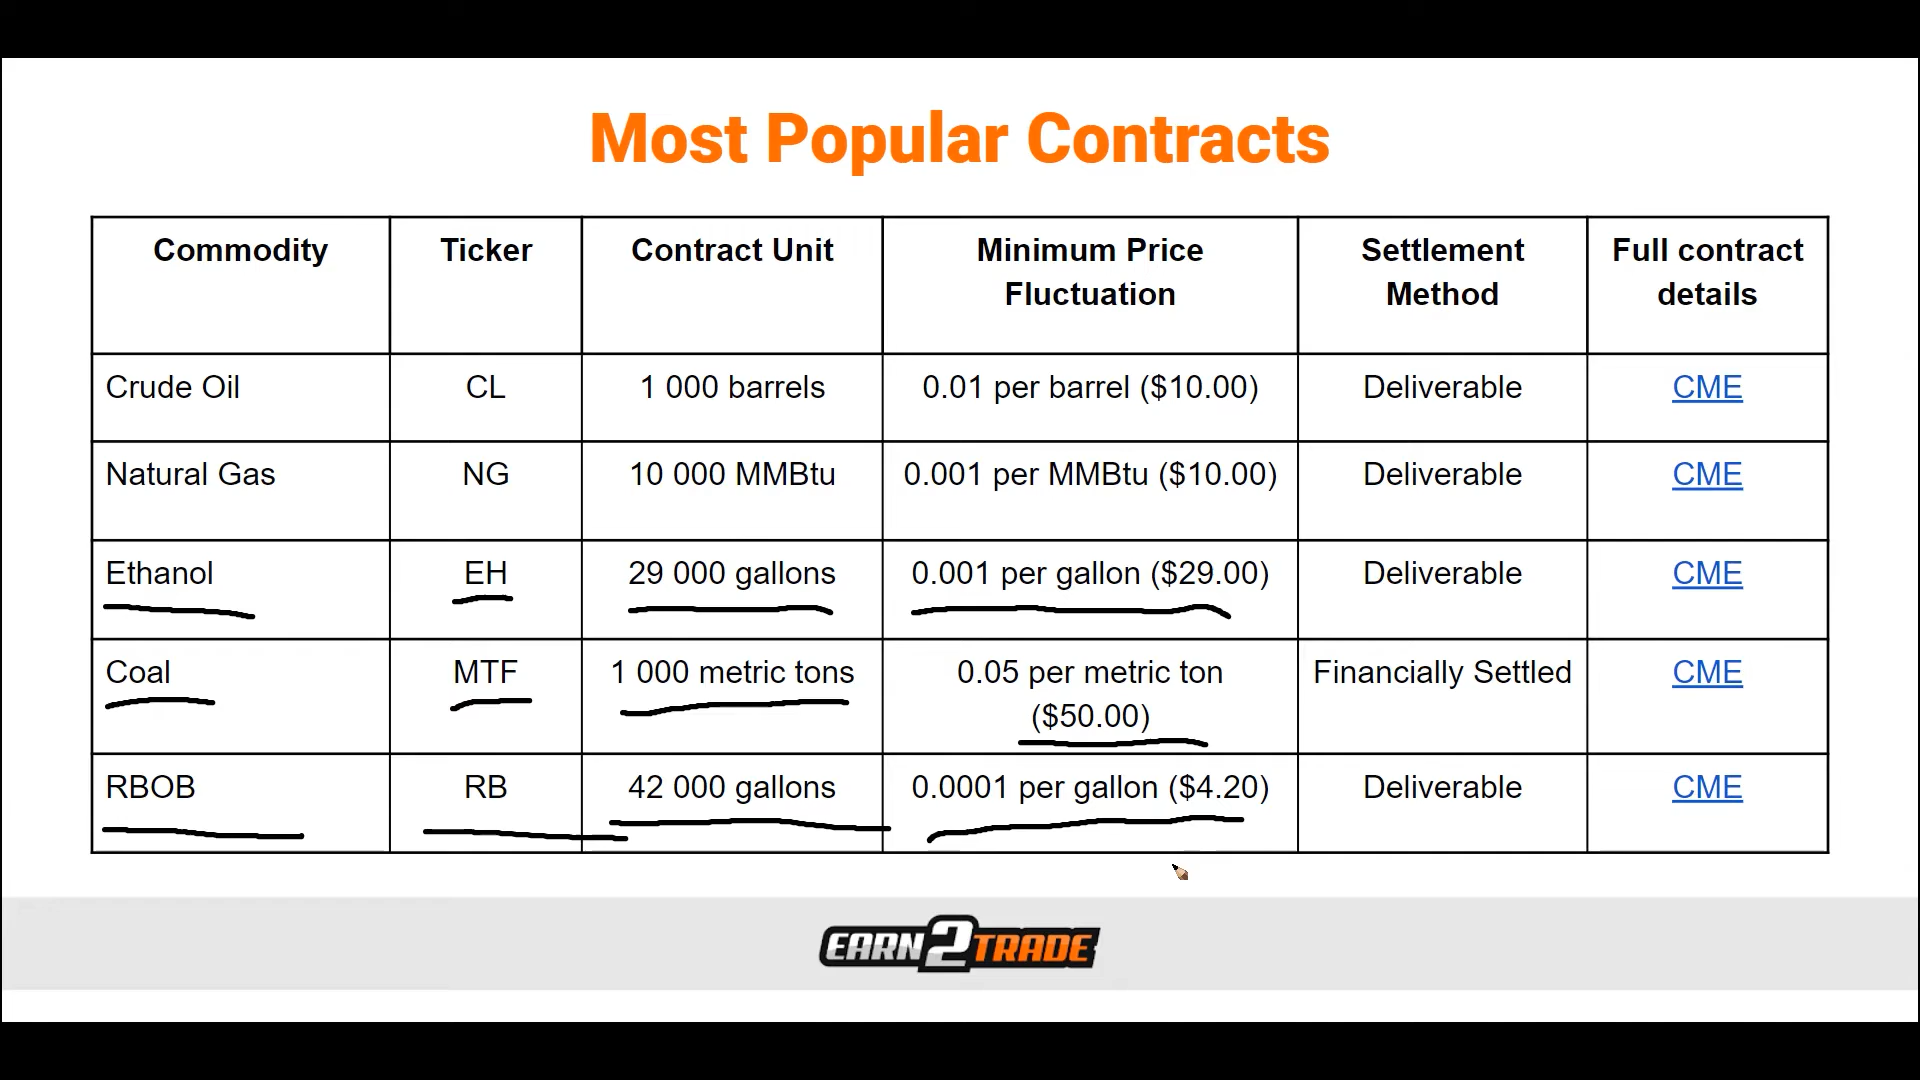 Most Popular Contracts
Commodity Ticker Contract Unit Minimum Price Settlement Full contract
Fluctuation Method details
Crude Oil CL 1 000 barrels 0.01 per barrel ($10.00) Deliverable CME
Natural Gas NG 10 000 MMBtu 0.001 per MMBtu ($10.00) Deliverable CME
Ethanol EH 29 000 gallons 0.001 per gallon ($29.00) Deliverable CME
Coal MTF 1 000 metric tons 0.05 per metric ton Financially Settled CME
($50.00)
RBOB RB 42 000 gallons 0.0001 per gallon ($4.20) Deliverable CME
EARN2TRADE